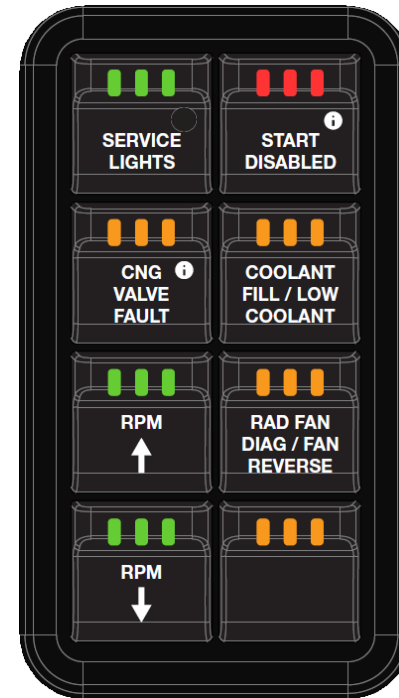 SERVICE
LIGHTS
START
DISABLED
CNG
VALVE
FAULT
COOLANT
FILL / LOW
COOLANT
RPM
RAD FAN
DIAG / FAN
REVERSE
RPM